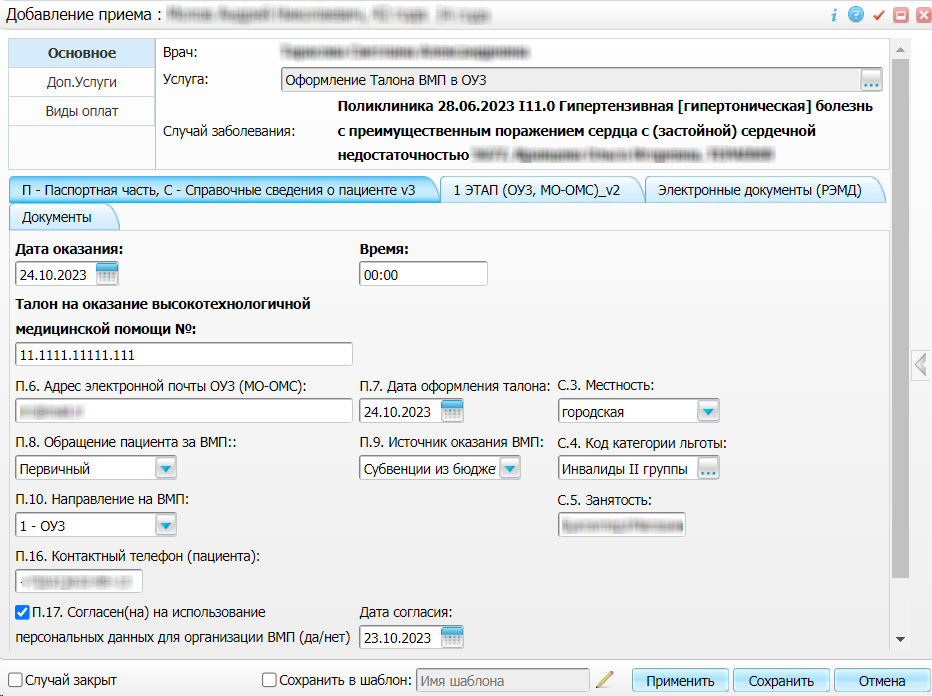 Добавление приема :
Основное
Доп.Услуги
Виды оплат
Врач:
Услуга:
Оформление Талона ВМП в ОУЗ
...
Случай заболевания:
Поликлиника 28.06.2023 I11.0 Гипертензивная [гипертоническая] болезнь
с преимущественным поражением сердца с (застойной) сердечной
недостаточностью
П - Паспортная часть, С - Справочные сведения о пациенте v3
1 ЭТАП (ОУЗ, МО-ОМС)_v2
Электронные документы (РЭМД)
Документы
Дата оказания:
Время:
24.10.2023
00:00
Талон на оказание высокотехнологичной
медицинской помощи №:
11.1111.11111.111
П.6. Адрес электронной почты ОУЗ (МО-ОМС):
П.7. Дата оформления талона:
С.3. Местность:
24.10.2023
городская
П.8. Обращение пациента за ВМП::
П.9. Источник оказания ВМП:
С.4. Код категории льготы:
Первичный
Субвенции из бюдже
Инвалиды II группы
...
П.10. Направление на ВМП:
С.5. Занятость:
1 - ОУЗ
П.16. Контактный телефон (пациента):
П.17. Согласен(на) на использование
персональных данных для организации ВМП (да/нет)
Дата согласия:
23.10.2023
Случай закрыт
Сохранить в шаблон:
Имя шаблона
Применить
Сохранить
Отмена